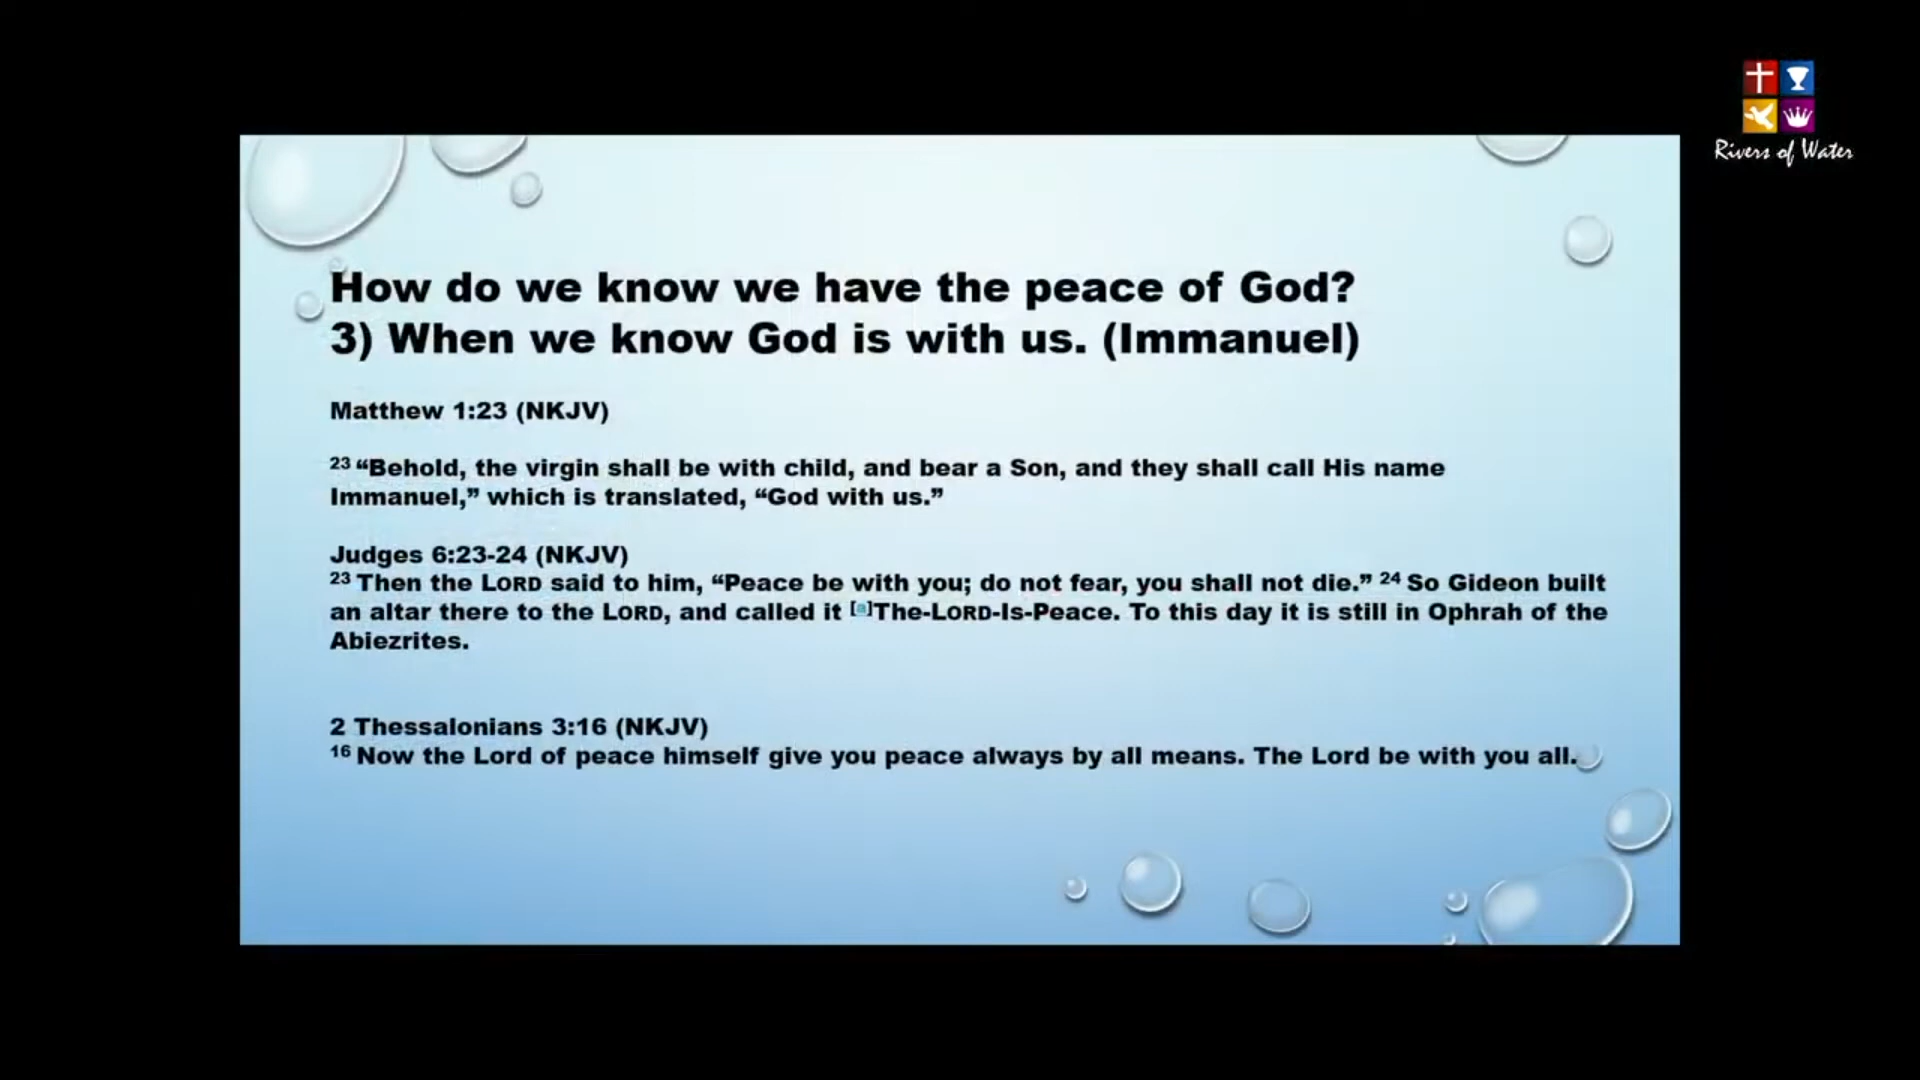 Rivers of Water
How do we know we have the peace of God?
3) When we know God is with us. (Immanuel)
Matthew 1:23 (NKJV)
23 “Behold, the virgin shall be with child, and bear a Son, and they shall call His name
Immanuel,” which is translated, “God with us.”
Judges 6:23-24 (NKJV)
23 Then the LORD said to him, “Peace be with you; do not fear, you shall not die.” 24 So Gideon built
an altar there to the LORD, and called it [a]The-LORD-Is-Peace. To this day it is still in Ophrah of the
Abiezrites.
2 Thessalonians 3:16 (NKJV)
16 Now the Lord of peace himself give you peace always by all means. The Lord be with you all.